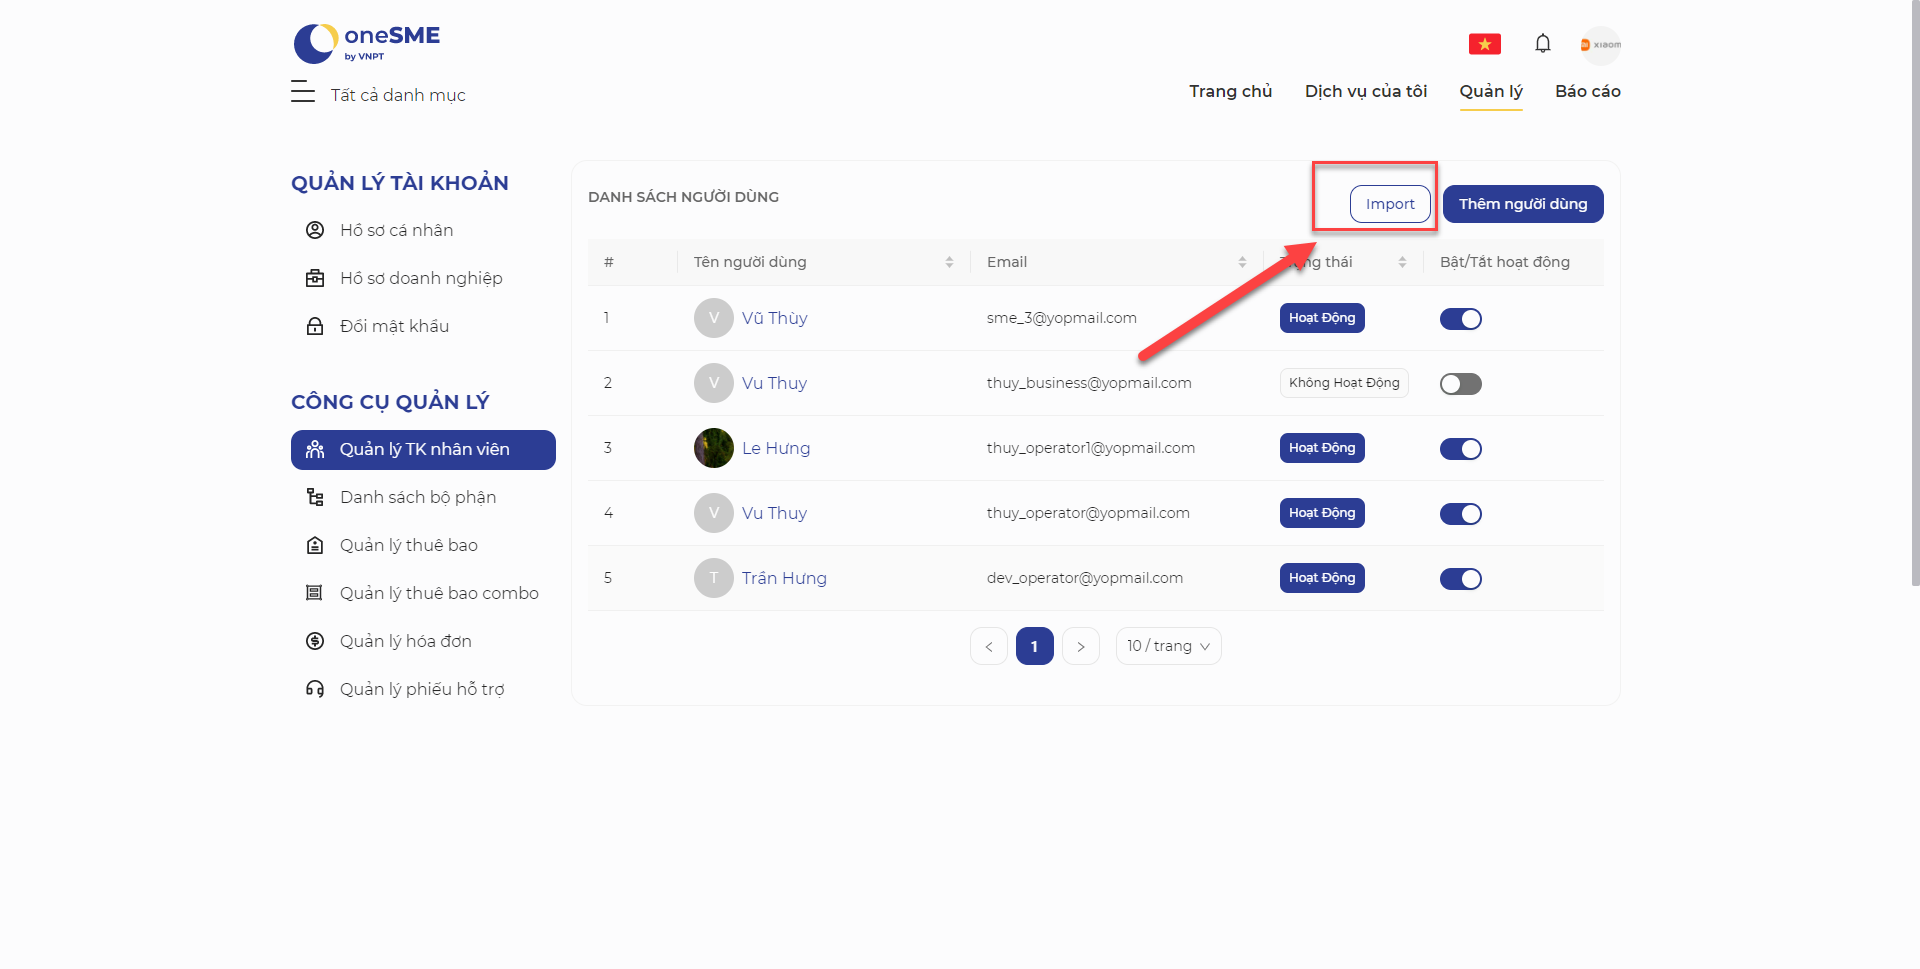 oneSME
by VNPT
Tất cả danh mục
xiaom
Trang chủ Dịch vụ của tôi Quản lý Báo cáo
QUẢN LÝ TÀI KHOẢN
Hồ sơ cá nhân
Hồ sơ doanh nghiệp
Đổi mật khẩu
CÔNG CỤ QUẢN LÝ
Quản lý TK nhân viên
Danh sách bộ phận
Quản lý thuê bao
Quản lý thuê bao combo
Quản lý hóa đơn
Quản lý phiếu hỗ trợ
DANH SÁCH NGƯỜI DÙNG
Import Thêm người dùng
# Tên người dùng Email thái Bật/Tắt hoạt động
1 V Vũ Thùy sme_3@yopmail.com Hoạt Động
2 V Vu Thuy thuy_business@yopmail.com Không Hoạt Động
3 Le Hưng thuy_operator1@yopmail.com Hoạt Động
4 V Vu Thuy thuy_operator@yopmail.com Hoạt Động
5 T Trần Hưng dev_operator@yopmail.com Hoạt Động
< 1 > 10 / trang